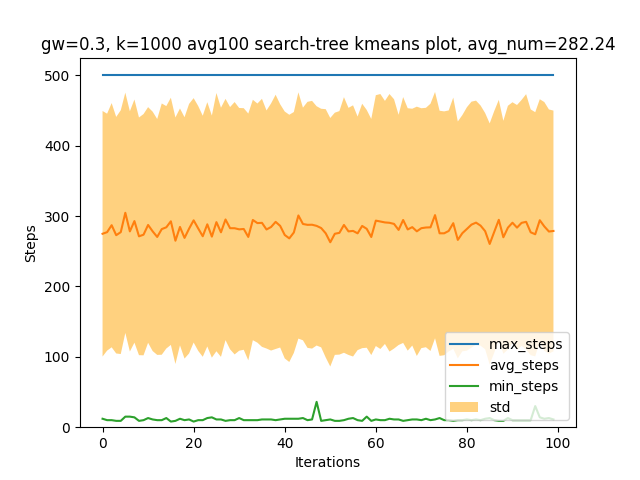 gw=0.3, k=1000 avg100 search-tree kmeans plot, avg_num=282.24
500
400
300
200
100
0
Steps
max_steps
avg_steps
min_steps
std
0 20 40 60 80 100
Iterations